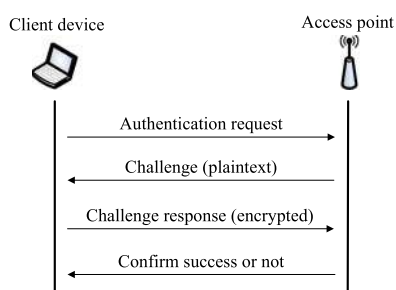 Client device
Access point
Authentication request
Challenge (plaintext)
Challenge response (encrypted)
Confirm success or not